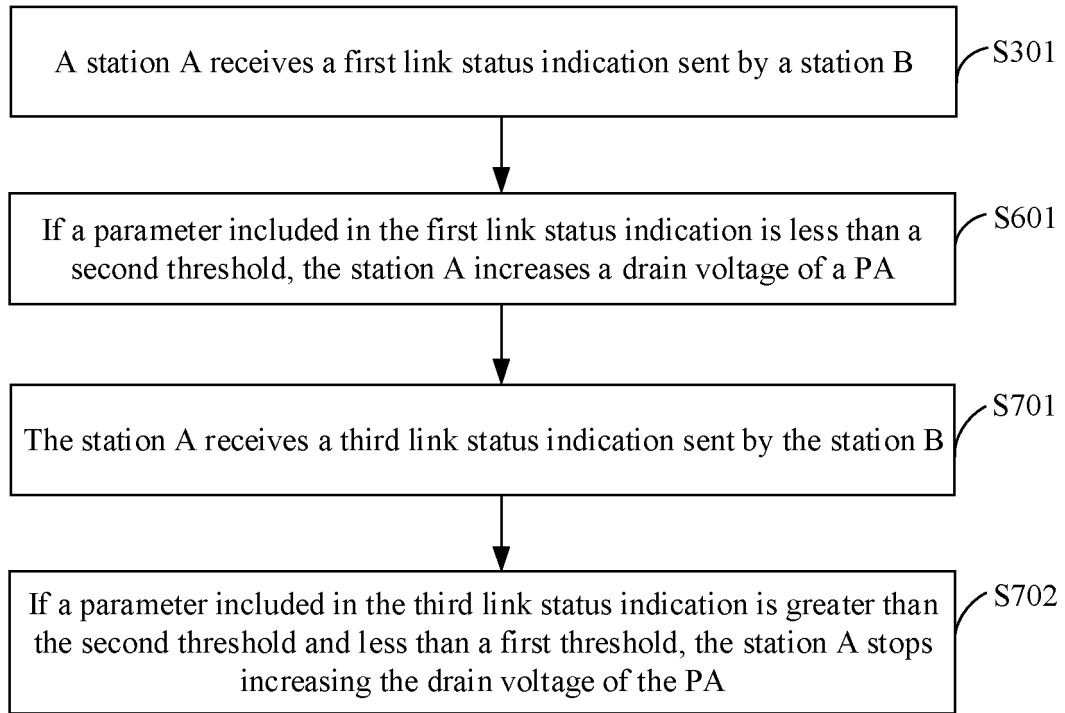 A station A receives a first link status indication sent by a station B
S301
If a parameter included in the first link status indication is less than a
second threshold, the station A increases a drain voltage of a PA
S601
The station A receives a third link status indication sent by the station B
S701
If a parameter included in the third link status indication is greater than
the second threshold and less than a first threshold, the station A stops
increasing the drain voltage of the PA
S702